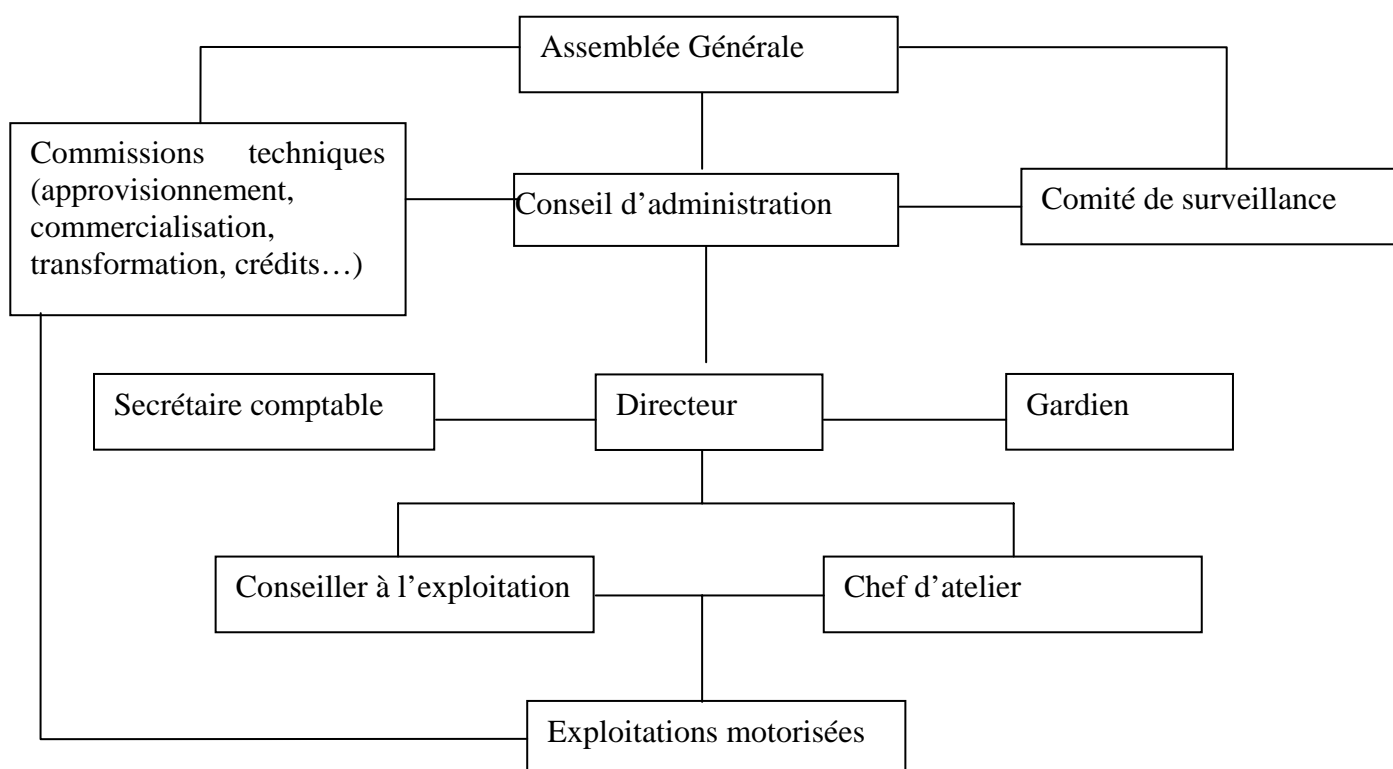 Assemblée Générale
Commissions techniques
(approvisionnement,
commercialisation,
transformation, crédits…)
Conseil d’administration
Comité de surveillance
Secrétaire comptable
Directeur
Gardien
Conseiller à l’exploitation
Chef d’atelier
Exploitations motorisées